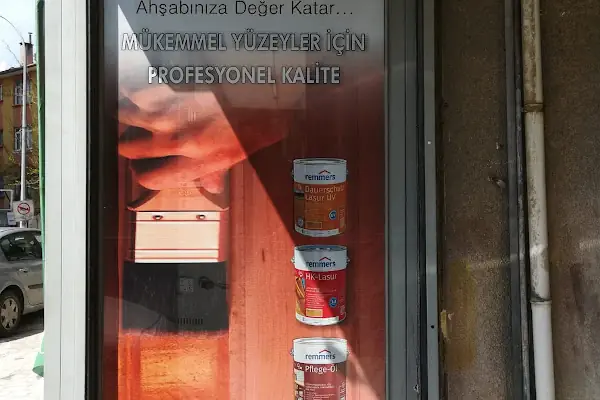 Ahşabınıza Değer Katar...
MÜKEMMEL YÜZEYLER İÇİN
PROFESYONEL KALİTE
remmers
Dauerschutz
Lasur UV
remmers
HK-Lasur
remmers
Pflege-Öl